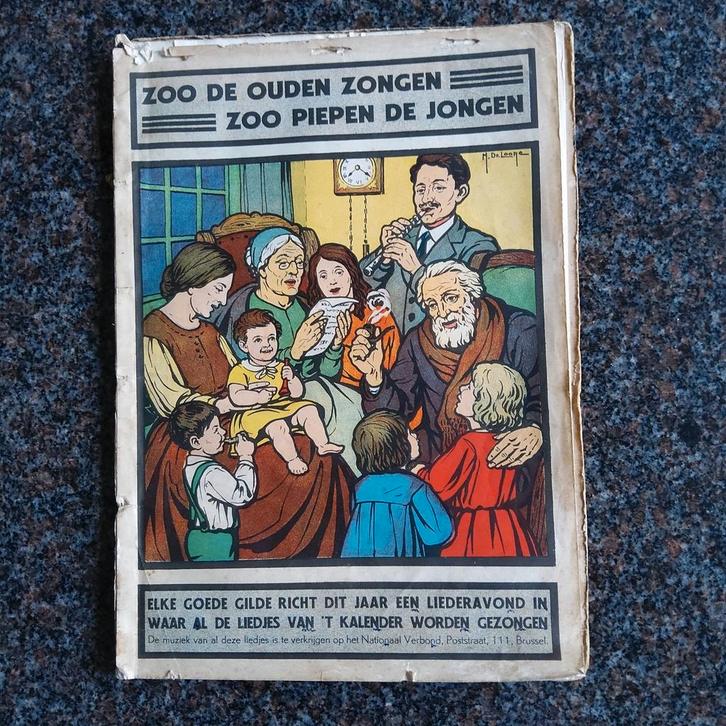 ZOO DE OUDEN ZONGEN
ZOO PIEPEN DE JONGEN
M. De Loore
ELKE GOEDE GILDE RICHT DIT JAAR EEN LIEDERAVOND IN
WAAR AL DE LIEDJES VAN 'T KALENDER WORDEN GEZONGEN
De muziek van al deze liedjes is te verkrijgen op het Nationaal Verbond, Poststraat, 111, Brussel.